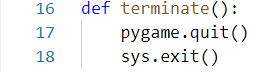 16 def terminate():
17     pygame.quit()
18     sys.exit()